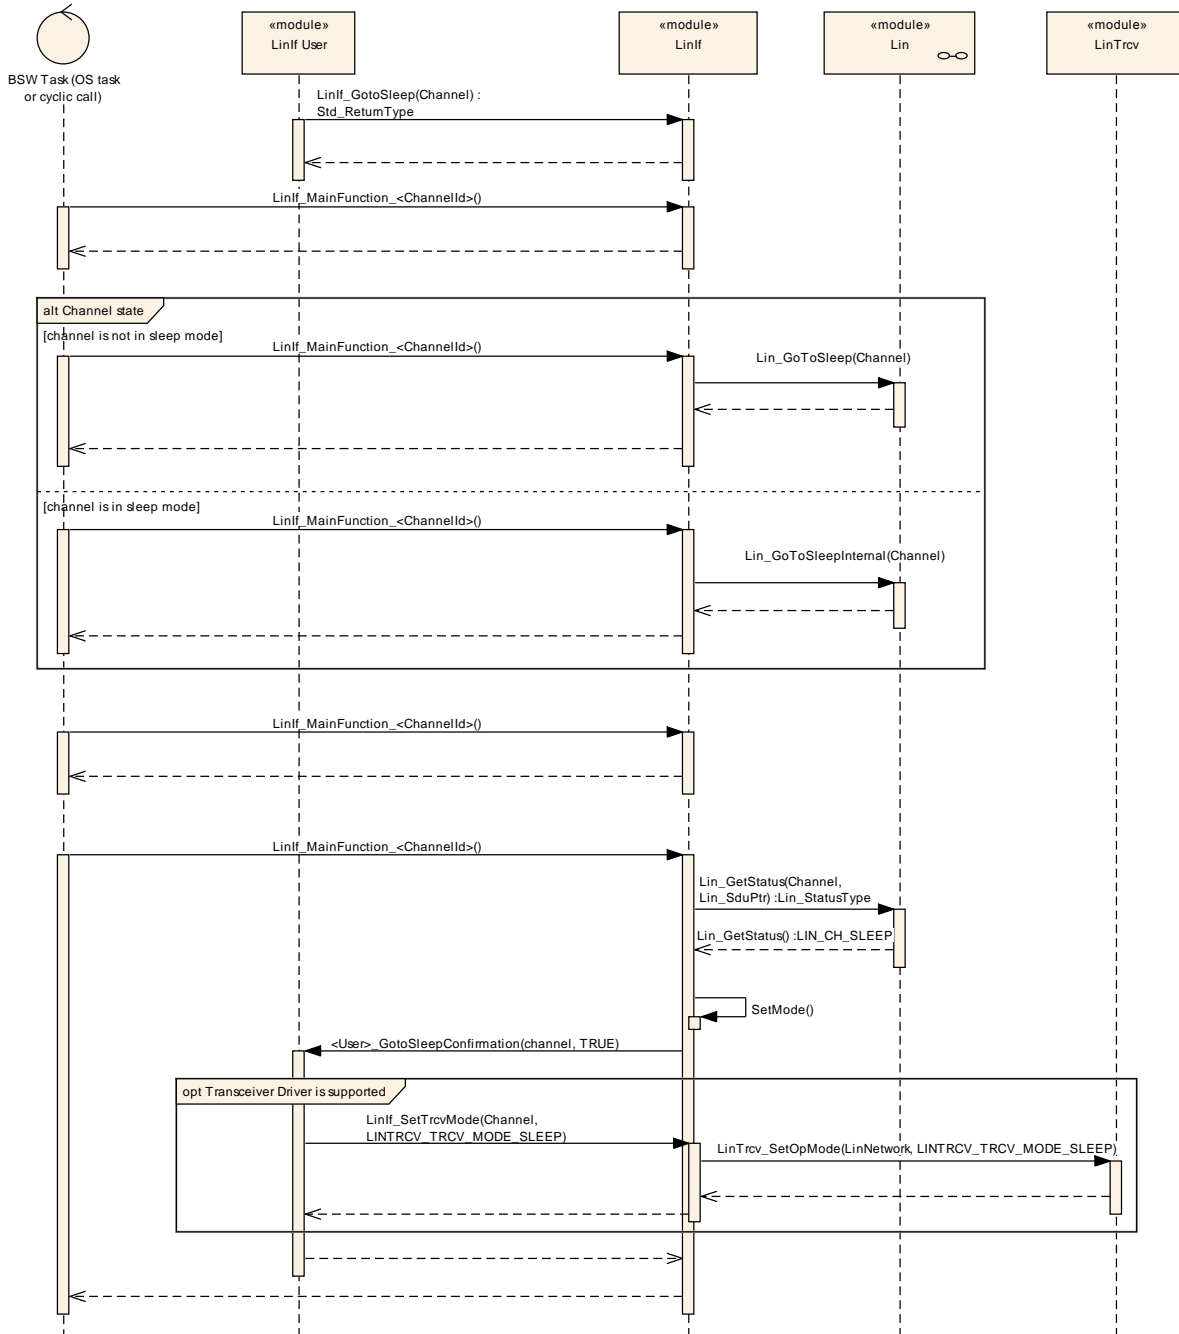 «module»
LinIf User
«module»
LinIf
«module»
Lin
«module»
LinTrcv
BSW Task (OS task
or cyclic call)
LinIf_GotoSleep(Channel) :
Std_ReturnType
LinIf_MainFunction_<ChannelId>()
alt Channel state
[channel is not in sleep mode]
LinIf_MainFunction_<ChannelId>()
Lin_GoToSleep(Channel)
[channel is in sleep mode]
LinIf_MainFunction_<ChannelId>()
Lin_GoToSleepInternal(Channel)
LinIf_MainFunction_<ChannelId>()
LinIf_MainFunction_<ChannelId>()
Lin_GetStatus(Channel,
Lin_SduPtr) :Lin_StatusType
Lin_GetStatus() :LIN_CH_SLEEP
SetMode()
<User>_GotoSleepConfirmation(channel, TRUE)
opt Transceiver Driver is supported
LinIf_SetTrcvMode(Channel,
LINTRCV_TRCV_MODE_SLEEP)
LinTrcv_SetOpMode(LinNetwork, LINTRCV_TRCV_MODE_SLEEP)